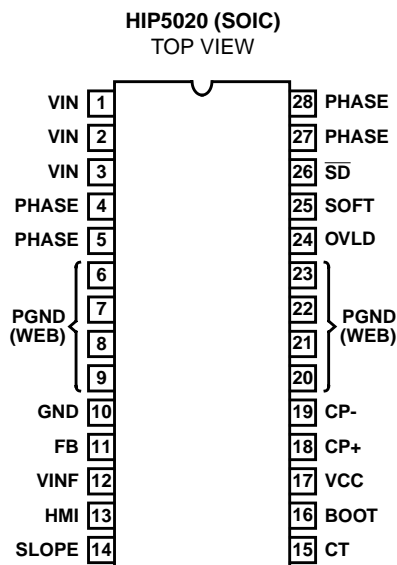 HIP5020 (SOIC)
TOP VIEW
VIN 1 28 PHASE
VIN 2 27 PHASE
VIN 3 26 SD
PHASE 4 25 SOFT
PHASE 5 24 OVLD
6 23
7 22
PGND (WEB) PGND (WEB)
8 21
9 20
GND 10 19 CP-
FB 11 18 CP+
VINF 12 17 VCC
HMI 13 16 BOOT
SLOPE 14 15 CT